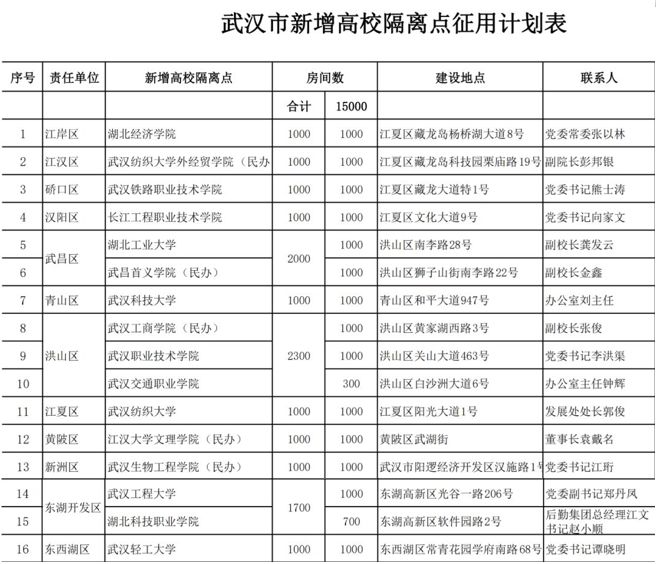 武汉市新增高校隔离点征用计划表
序号 责任单位 新增高校隔离点 房间数 建设地点 联系人
合计 15000
1 江岸区 湖北经济学院 1000 1000 江夏区藏龙岛杨桥湖大道8号 党委常委张以林
2 江汉区 武汉纺织大学外经贸学院（民办 1000 1000 江夏区藏龙岛科技园栗庙路19号 副院长彭邦银
3 硚口区 武汉铁路职业技术学院 1000 1000 江夏区藏龙大道特1号 党委书记熊士涛
4 汉阳区 长江工程职业技术学院 1000 1000 江夏区文化大道9号 党委书记向家文
5 武昌区 湖北工业大学 2000 1000 洪山区南李路28号 副校长龚发云
6 武昌首义学院（民办） 1000 洪山区狮子山街南李路22号 副校长金鑫
7 青山区 武汉科技大学 1000 1000 青山区和平大道947号 办公室刘主任
8 武汉工商学院（民办） 1000 洪山区黄家湖西路3号 副校长张俊
9 洪山区 武汉职业技术学院 2300 1000 洪山区关山大道463号 党委书记李洪渠
10 武汉交通职业学院 300 洪山区白沙洲大道6号 办公室主任钟辉
11 江夏区 武汉纺织大学 1000 1000 江夏区阳光大道1号 发展处处长郭俊
12 黄陂区 江汉大学文理学院（民办） 1000 1000 黄陂区武湖街 董事长袁戴名
13 新洲区 武汉生物工程学院（民办） 1000 1000 武汉市阳逻经济开发区汉施路1号 党委书记江珩
14 东湖开发区 武汉工程大学 1700 1000 东湖高新区光谷一路206号 党委副书记郑丹凤
15 湖北科技职业学院 700 东湖高新区软件园路2号 后勤集团总经理江文
书记赵小顺
16 东西湖区 武汉轻工大学 1000 1000 东西湖区常青花园学府南路68号 党委书记谭晓明